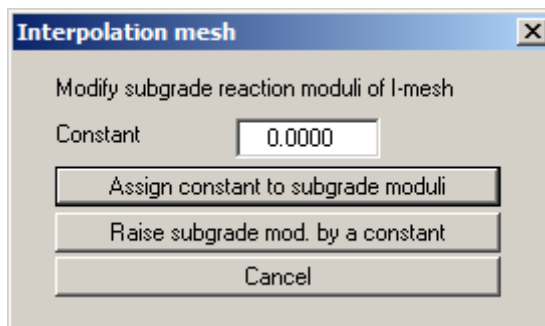 Interpolation mesh
Modify subgrade reaction moduli of I-mesh
Constant 0.0000
Assign constant to subgrade moduli
Raise subgrade mod. by a constant
Cancel